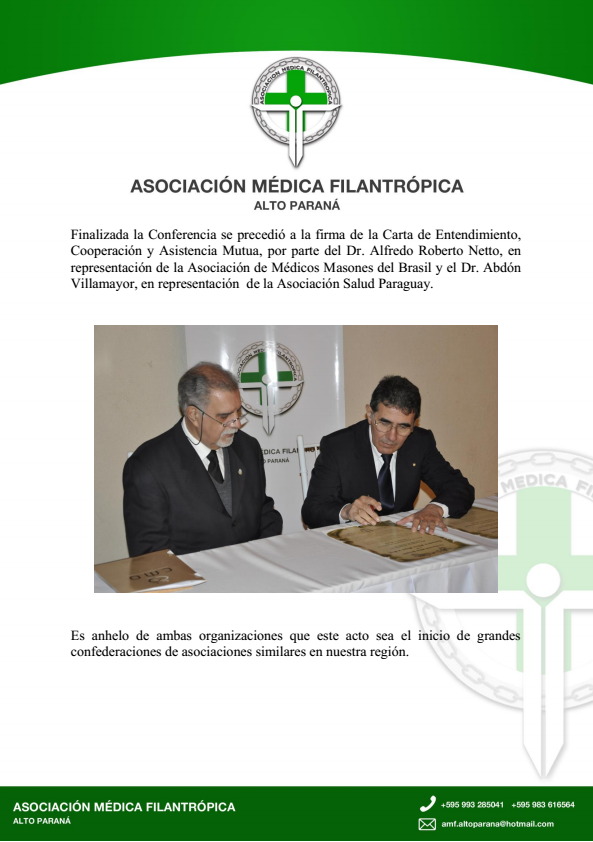 ASOCIACIÓN MÉDICA FILANTRÓPICA
ASOCIACIÓN MÉDICA FILANTRÓPICA
ALTO PARANÁ
Finalizada la Conferencia se precedió a la firma de la Carta de Entendimiento,
Cooperación y Asistencia Mutua, por parte del Dr. Alfredo Roberto Netto, en
representación de la Asociación de Médicos Masones del Brasil y el Dr. Abdón
Villamayor, en representación de la Asociación Salud Paraguay.
DICA FILAN
PARANÁ
MEDICA FI
Es anhelo de ambas organizaciones que este acto sea el inicio de grandes
confederaciones de asociaciones similares en nuestra región.
ASOCIACIÓN MÉDICA FILANTRÓPICA
ALTO PARANÁ
+595 993 285041 +595 983 616564
amf.altoparana@hotmail.com